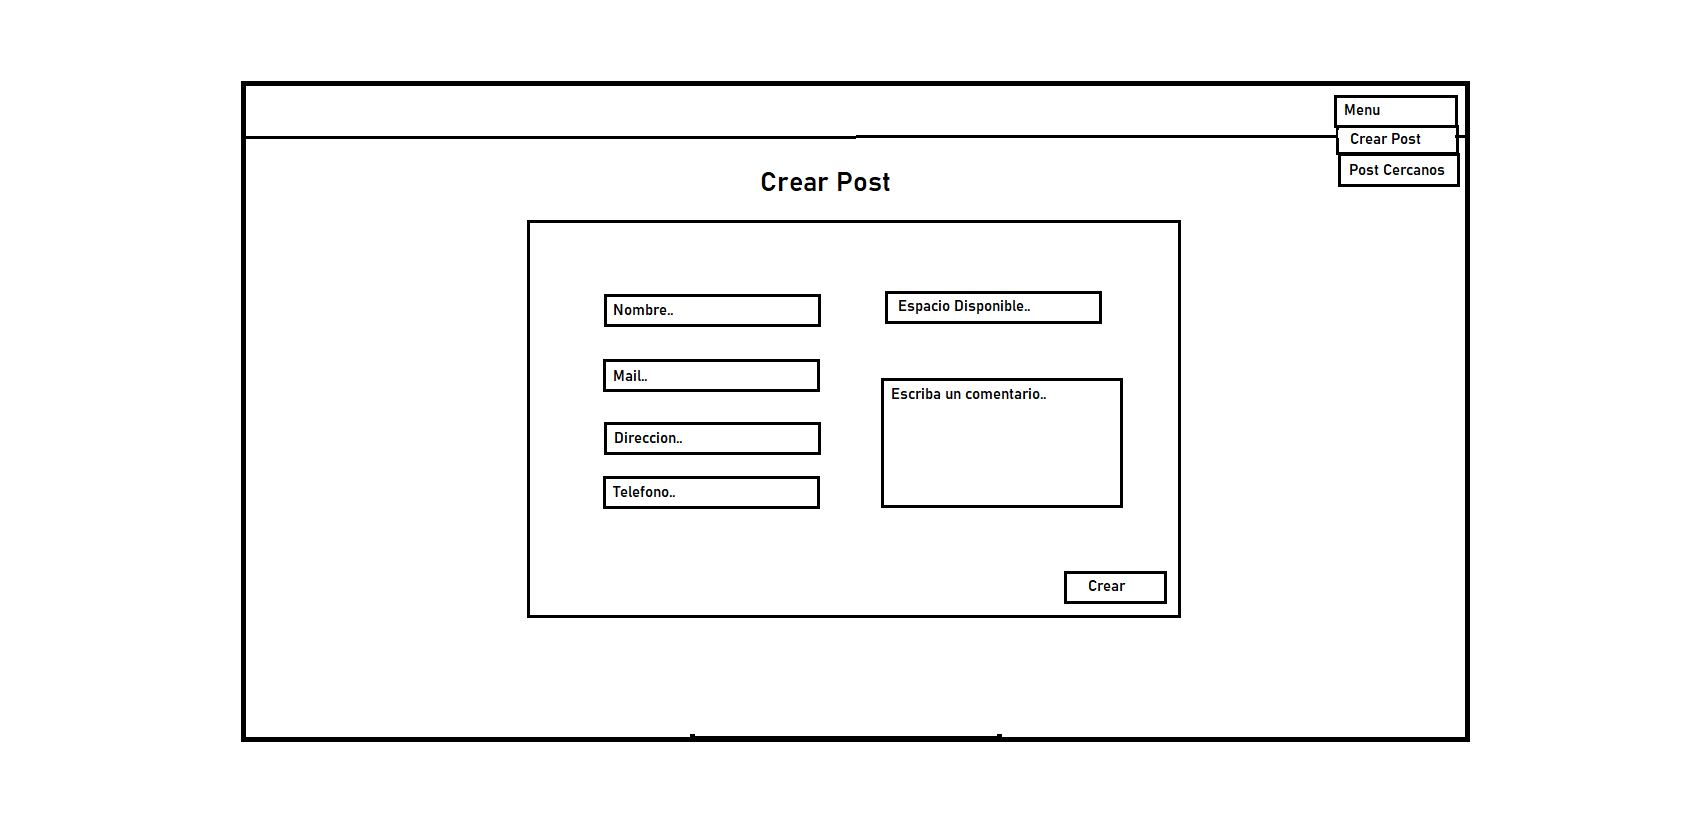 Menu
Crear Post
Post Cercanos
Crear Post
Nombre..
Mail..
Direccion..
Telefono..
Espacio Disponible..
Escriba un comentario..
Crear